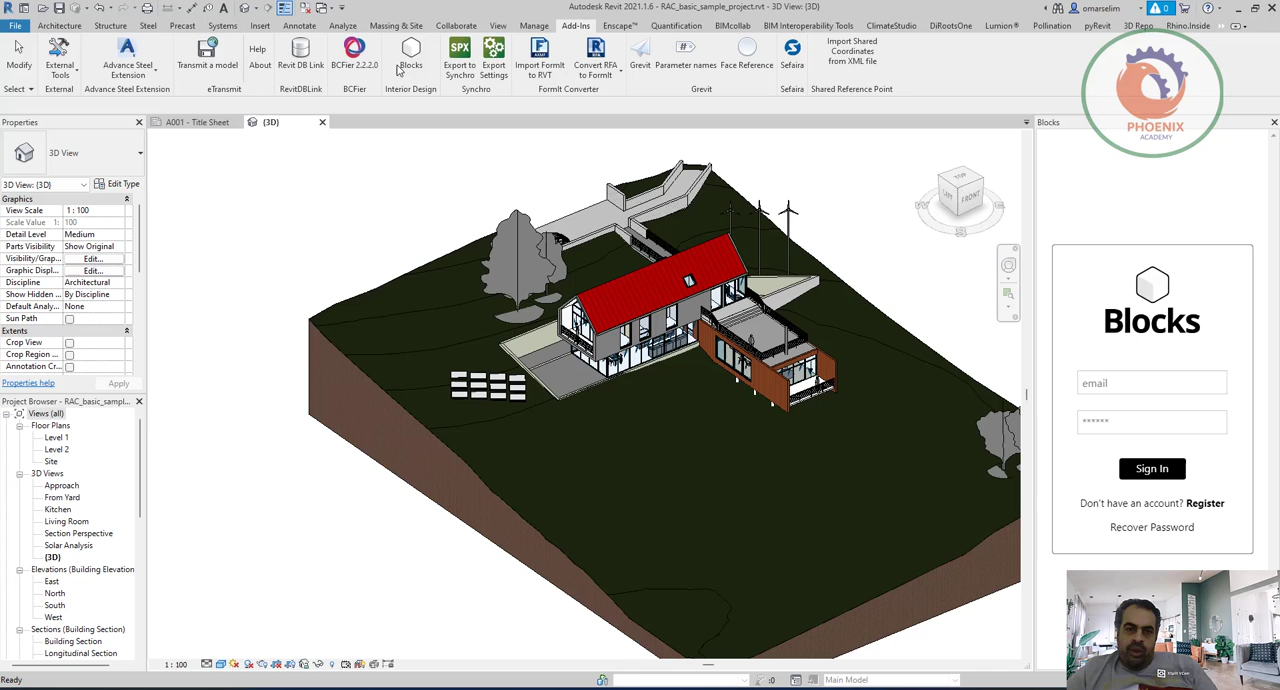 Autodesk Revit 2021.1.6 - RAC_basic_sample_project.rvt - 3D View: {3D}
omarselim
0
File Architecture Structure Steel Precast Systems Insert Annotate Analyze Massing & Site Collaborate View Manage Add-Ins Enscape™ Quantification BIMcollab BIM Interoperability Tools ClimateStudio DiRootsOne Lumion® Pollination pyRevit 3D Repo Rhino.Inside
Modify
External Tools
Advance Steel Extension
Transmit a model
Help
About
Revit DB Link
BCFier 2.2.2.0
Blocks
SPX
Export to Synchro
Export Settings
Import FormIt to RVT
Convert RFA to FormIt
Grevit
Parameter names
Face Reference
Sefaira
Import Shared Coordinates from XML file
Select External Advance Steel Extension eTransmit RevitDBLink BCFier Interior Design Synchro FormIt Converter Grevit Sefaira Shared Reference Point
PHOENIX
ACADEMY
Properties
A001 - Title Sheet
{3D}
Blocks
3D View
3D View: {3D}
Edit Type
Graphics
View Scale 1 : 100
Scale Value 1: 100
Detail Level Medium
Parts Visibility Show Original
Visibility/Grap... Edit...
Graphic Displ... Edit...
Discipline Architectural
Show Hidden ... By Discipline
Default Analy... None
Sun Path
Extents
Crop View
Crop Region ...
Annotation Cr...
Properties help
Apply
Project Browser - RAC_basic_sampl...
Views (all)
Floor Plans
Level 1
Level 2
Site
3D Views
Approach
From Yard
Kitchen
Living Room
Section Perspective
Solar Analysis
{3D}
Elevations (Building Elevation
East
North
South
West
Sections (Building Section)
Building Section
Longitudinal Section
TOP
LEFT
FRONT
W
S
E
Blocks
email
******
Sign In
Don't have an account? Register
Recover Password
1 : 100
Ready
:0
Main Model